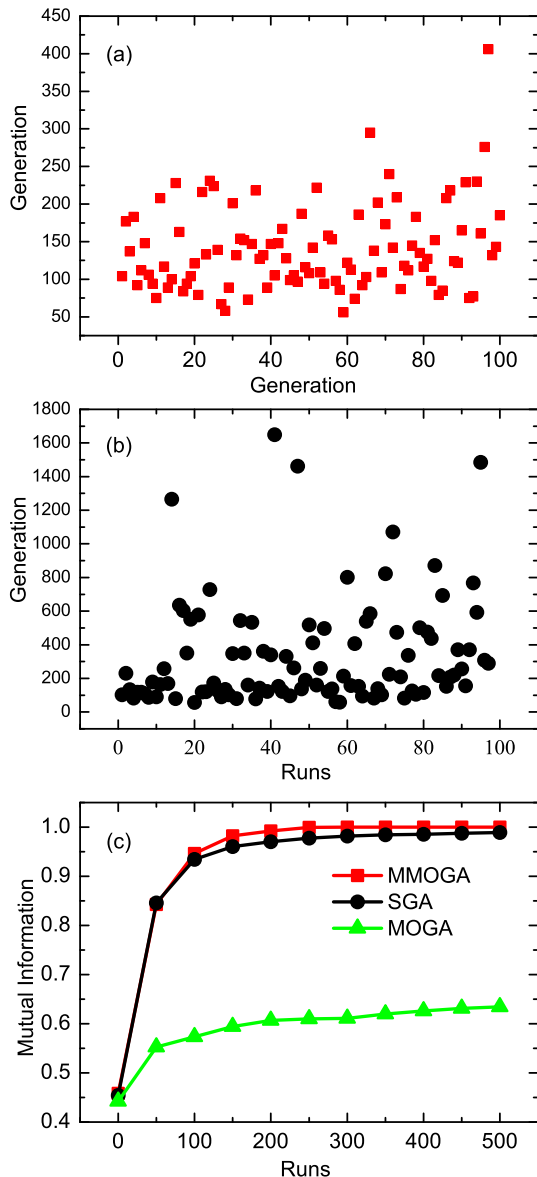 450
(a)
400
350
300
250
200
150
100
50
Generation
0 20 40 60 80 100
Generation
1800
(b)
1600
1400
1200
1000
800
600
400
200
0
Generation
0 20 40 60 80 100
Runs
1.0
(c)
0.9
MMOGA
SGA
MOGA
0.8
0.7
0.6
0.5
0.4
Mutual Information
0 100 200 300 400 500
Runs